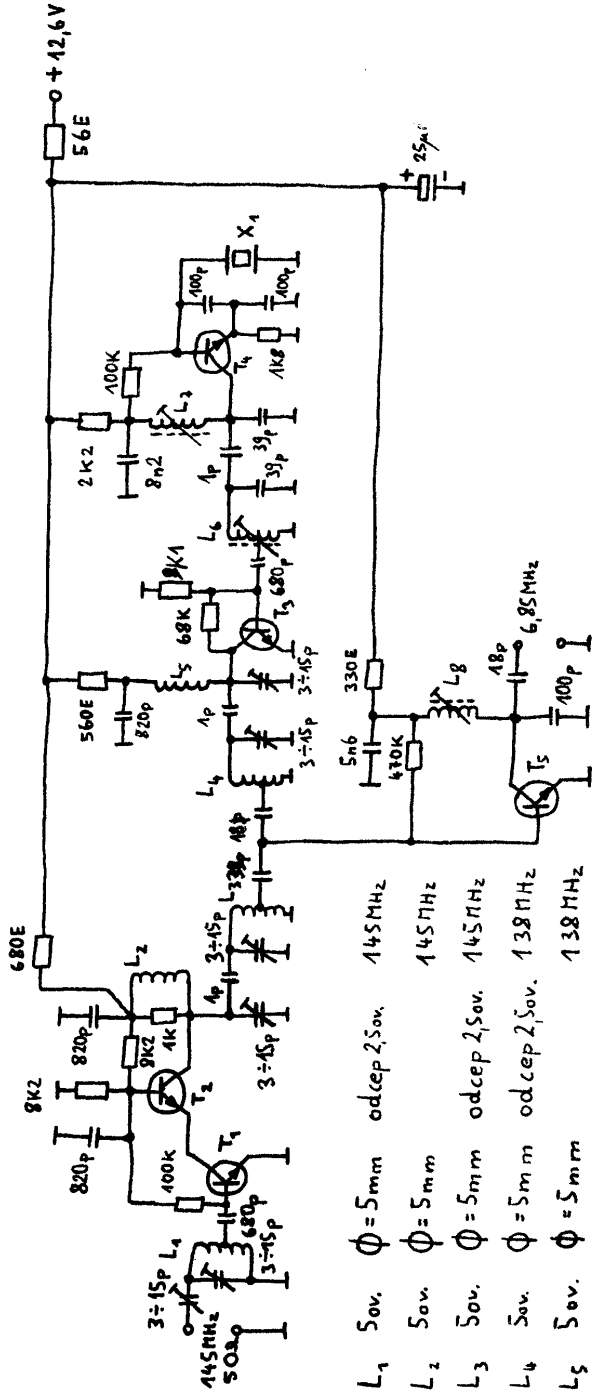 +12,6V
56E
25µ
+
-
680E
560E
820p
L5
2K2
8n2
100K
L7
T4
100p
100p
X1
1K8
39p
1p
39p
L6
8K1
68K
680p
T3
3÷15p
1p
3÷15p
L4
18p
33p
L3
3÷15p
1p
3÷15p
L2
820p
8K2
1K
8K2
820p
T2
100K
T1
680p
3÷15p
L1
3÷15p
145MHz
50Ω
330E
5n6
470K
L8
18p
6,85MHz
100p
T5
L1 5ov. ϕ=5mm odcep 2,5ov. 145MHz
L2 5ov. ϕ=5mm 145MHz
L3 5ov. ϕ=5mm odcep 2,5ov. 145MHz
L4 5ov. ϕ=5mm odcep 2,5ov. 138MHz
L5 5ov. ϕ=5mm 138MHz